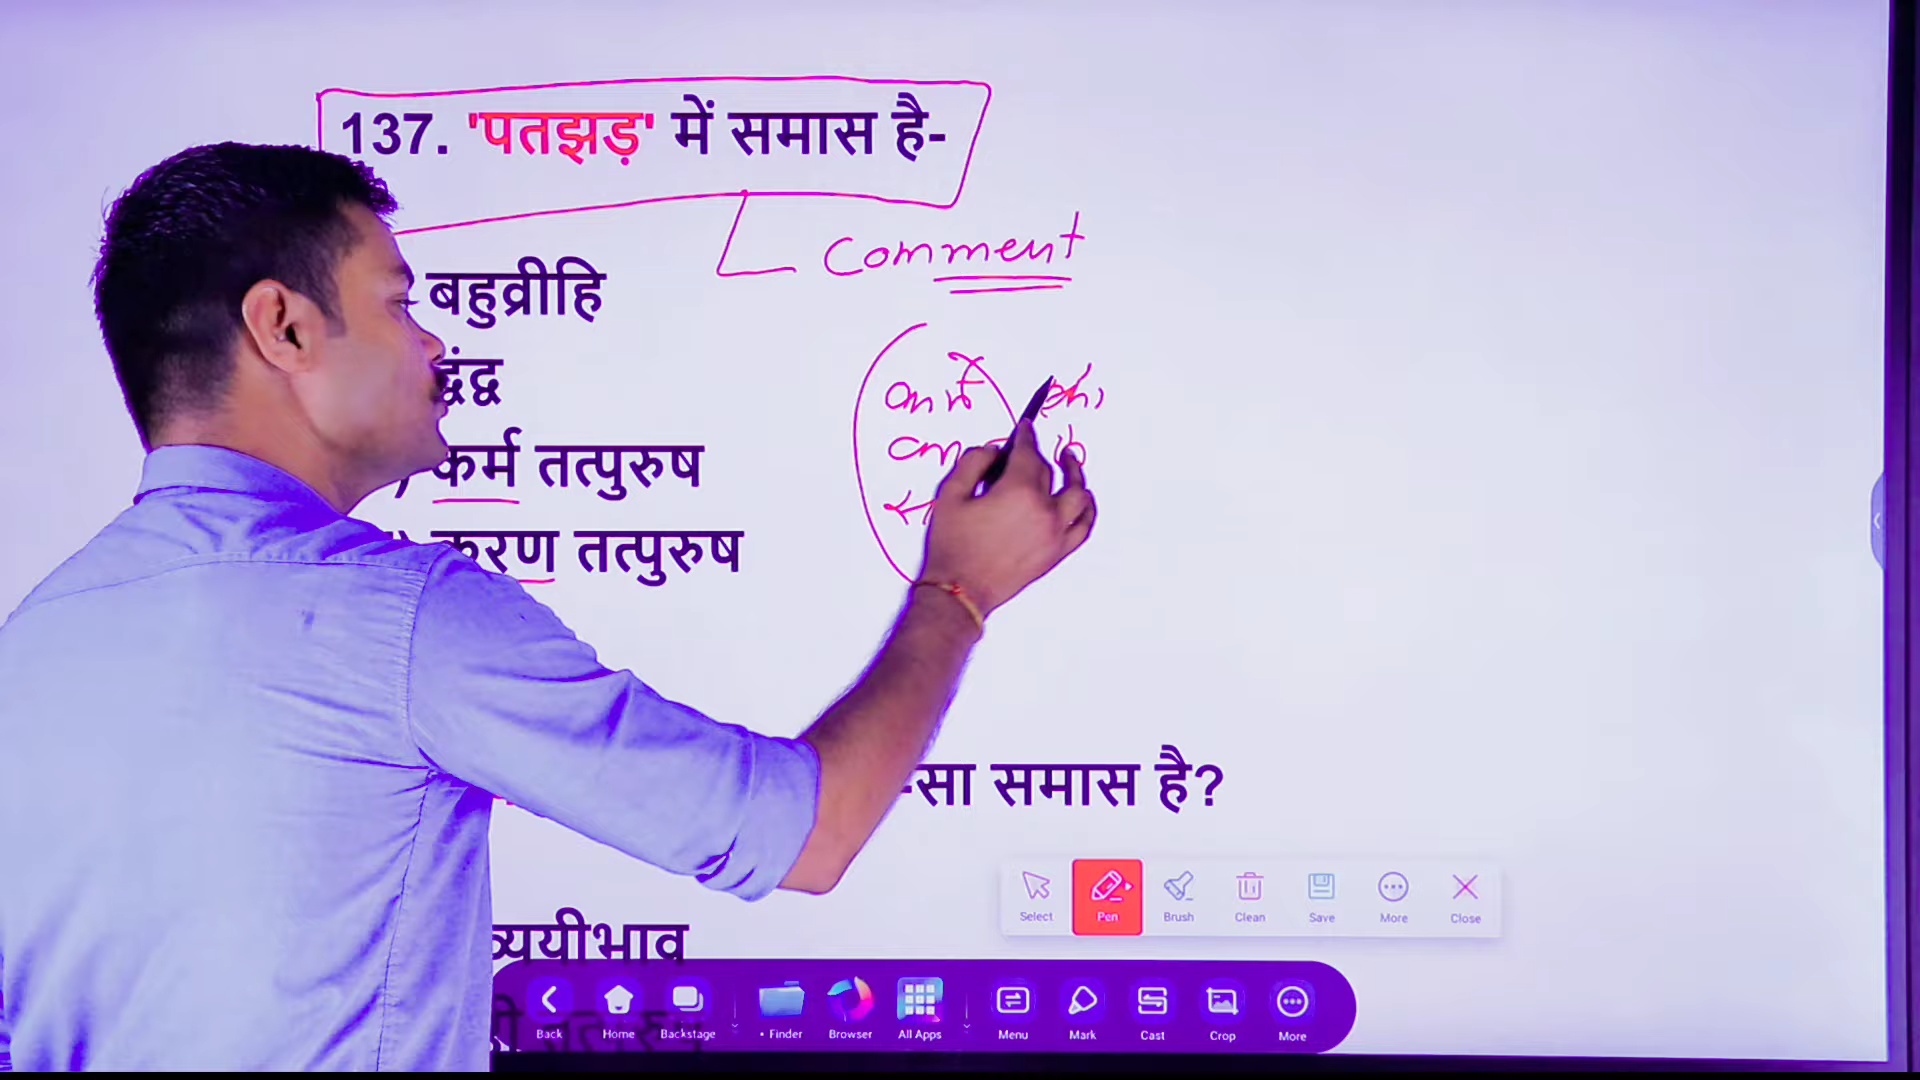 137. 'पतझड़' में समास है-
Comment
बहुव्रीहि
द्वंद्व
कर्म तत्पुरुष
करण तत्पुरुष
-सा समास है?
Select Pen Brush Clean Save More Close
व्ययीभाव
Back Home Backstage • Finder Browser All Apps Menu Mark Cast Crop More